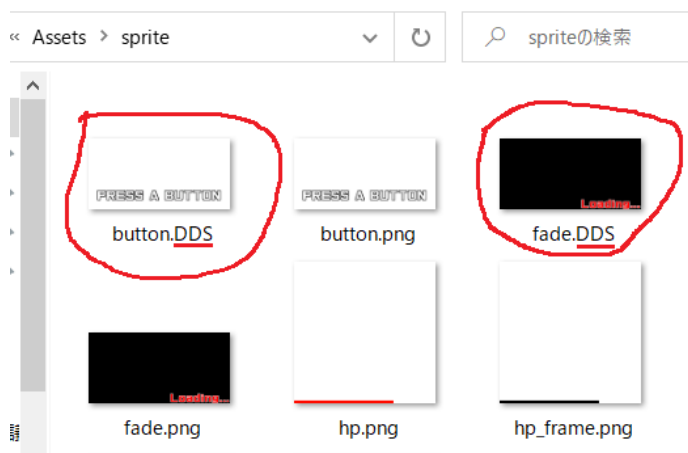 « Assets > sprite
spriteの検索
PRESS A BUTTON
PRESS A BUTTON
Loading...
button.DDS
button.png
fade.DDS
Loading...
fade.png
hp.png
hp_frame.png